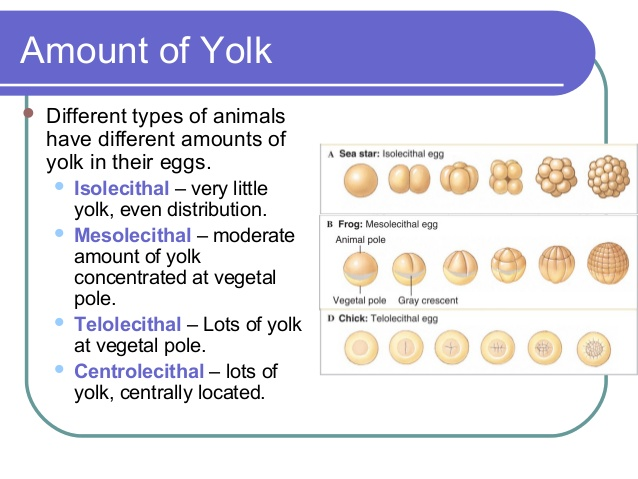 Amount of Yolk
Different types of animals
have different amounts of
yolk in their eggs.
Isolecithal – very little
yolk, even distribution.
Mesolecithal – moderate
amount of yolk
concentrated at vegetal
pole.
Telolecithal – Lots of yolk
at vegetal pole.
Centrolecithal – lots of
yolk, centrally located.
A Sea star: Isolecithal egg
B Frog: Mesolecithal egg
Animal pole
Vegetal pole Gray crescent
D Chick: Telolecithal egg